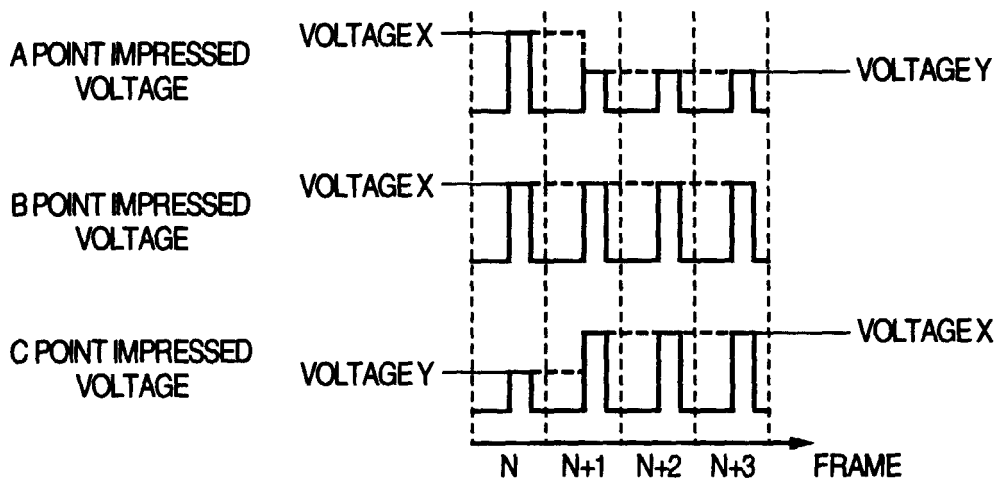 A POINT IMPRESSED
VOLTAGE
VOLTAGE X
VOLTAGE Y
B POINT IMPRESSED
VOLTAGE
VOLTAGE X
C POINT IMPRESSED
VOLTAGE
VOLTAGE Y
VOLTAGE X
N N+1 N+2 N+3 FRAME